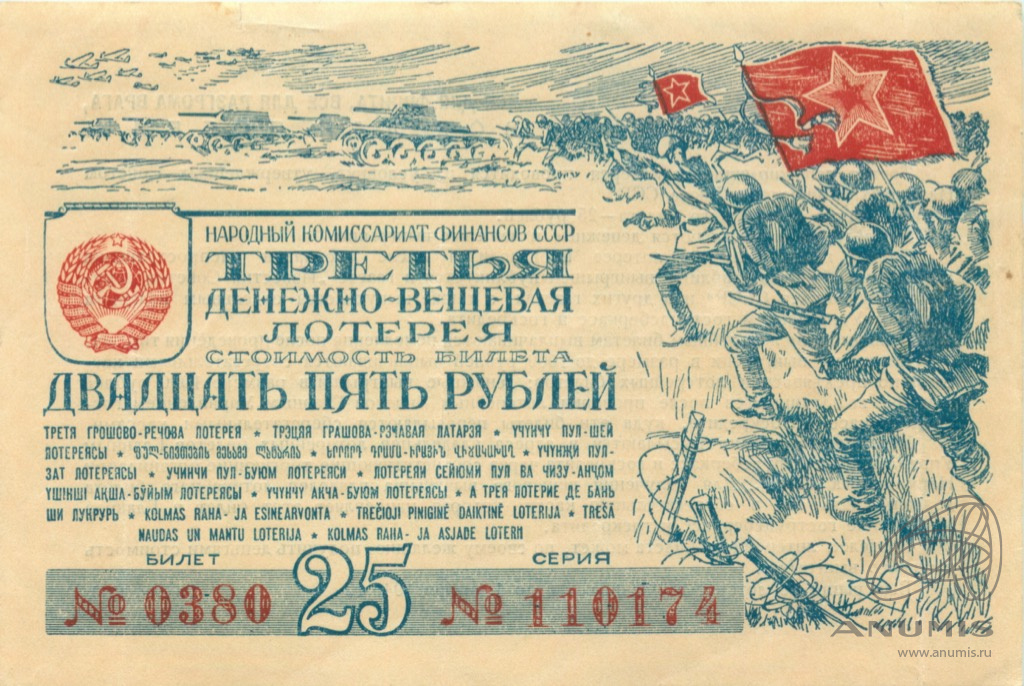 НАРОДНЫЙ КОМИССАРИАТ ФИНАНСОВ СССР
ТРЕТЬЯ
ДЕНЕЖНО-ВЕЩЕВАЯ
ЛОТЕРЕЯ
СТОИМОСТЬ БИЛЕТА
ДВАДЦАТЬ ПЯТЬ РУБЛЕЙ
ТРЕТЯ ГРОШОВО-РЕЧОВА ЛОТЕРЕЯ ★ ТРЭЦЯЯ ГРАШОВА-РЭЧАВАЯ ЛАТАРЭЯ ★ ҮЧҮНЧҮ ПУЛ-ШЕЙ
ЛОТЕРЕЯСЫ ★ ★ ★ ҮЧҮНҖИ ПУЛ-
ЗАТ ЛОТЕРЕЯСЫ ★ УЧИНЧИ ПУЛ-БУЮМ ЛОТЕРЕЯСИ ★ ЛОТЕРЕЯИ СЕЙЮМИ ПУЛ ВА ЧИЗУ-АНҶОМ
ҮШІНШІ АҚША-БҰЙЫМ ЛОТЕРЕЯСЫ ★ ҮЧҮНЧҮ АКЧА-БУЮМ ЛОТЕРЕЯСЫ ★ А ТРЕЯ ЛОТЕРИЕ ДЕ БАНЬ
ШИ ЛУКРУРЬ ★ KOLMAS RAHA- JA ESINEARVONTA ★ TREČIOJI PINIGINĖ DAIKTINĖ LOTERIJA ★ TREŠĀ
NAUDAS UN MANTU LOTERIJA ★ KOLMAS RAHA- JA ASJADE LOTERII
БИЛЕТ 25 СЕРИЯ
№ 0380 № 110174
ANUMIS
www.anumis.ru